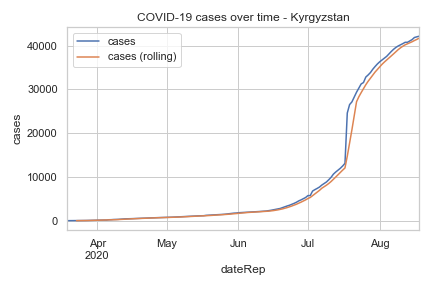 COVID-19 cases over time - Kyrgyzstan
cases
cases (rolling)
40000
30000
20000
10000
0
cases
Apr
2020
May
Jun
Jul
Aug
dateRep